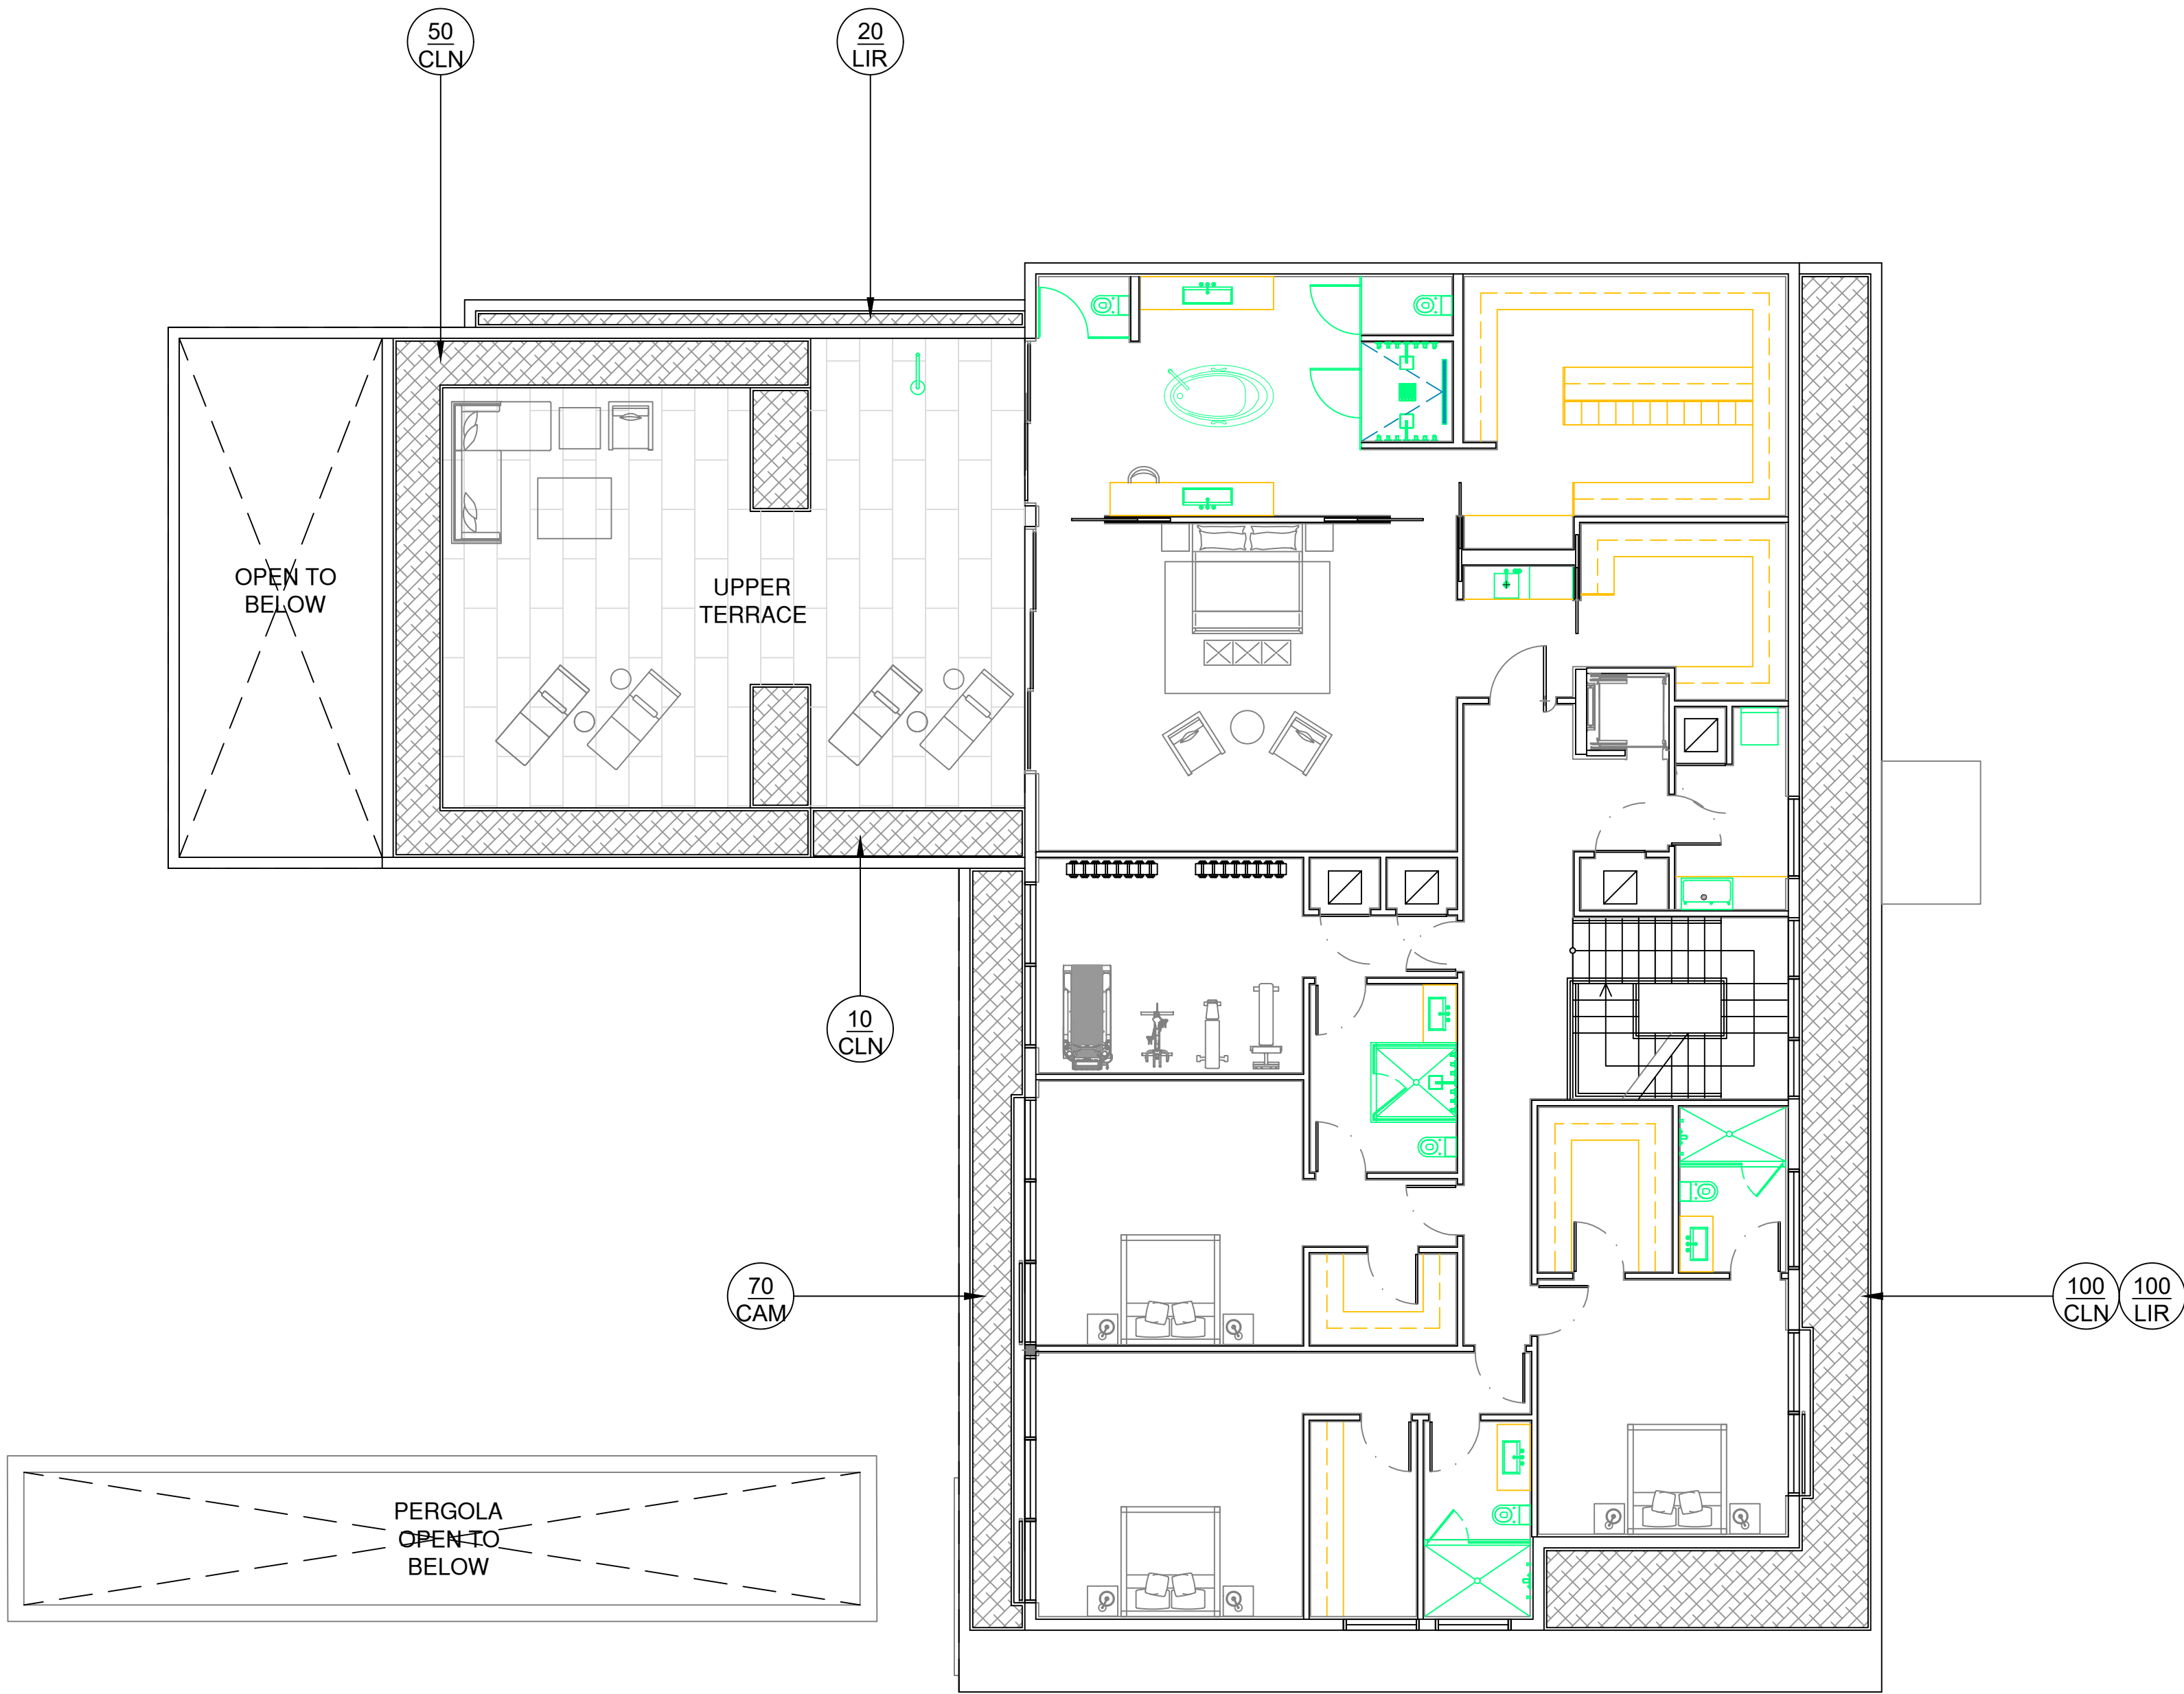 50
CLN
20
LIR
OPEN TO
BELOW
UPPER
TERRACE
10
CLN
70
CAM
100
CLN
100
LIR
PERGOLA
OPEN TO
BELOW